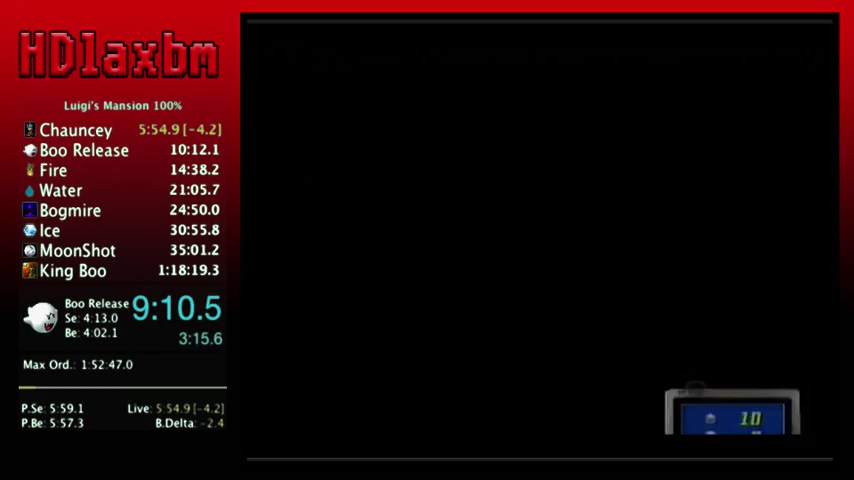 HD1axbm
Luigi's Mansion 100%
Chauncey 5:54.9 [-4.2]
Boo Release 10:12.1
Fire 14:38.2
Water 21:05.7
Bogmire 24:50.0
Ice 30:55.8
MoonShot 35:01.2
King Boo 1:18:19.3
Boo Release 9:10.5
Se: 4:13.0
Be: 4:02.1 3:15.6
Max Ord.: 1:52:47.0
P.Se: 5:59.1 Live: 5:54.9 [-4.2]
P.Be: 5:57.3 B.Delta: -2.4
10